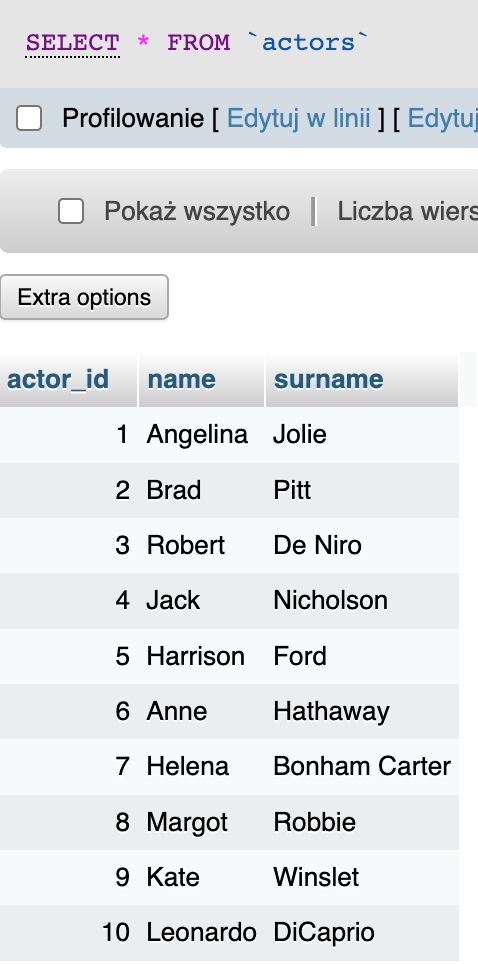 SELECT * FROM `actors`
Profilowanie [ Edytuj w linii ] [ Edytuj
Pokaż wszystko | Liczba wiers
Extra options
actor_id name surname
1 Angelina Jolie
2 Brad Pitt
3 Robert De Niro
4 Jack Nicholson
5 Harrison Ford
6 Anne Hathaway
7 Helena Bonham Carter
8 Margot Robbie
9 Kate Winslet
10 Leonardo DiCaprio